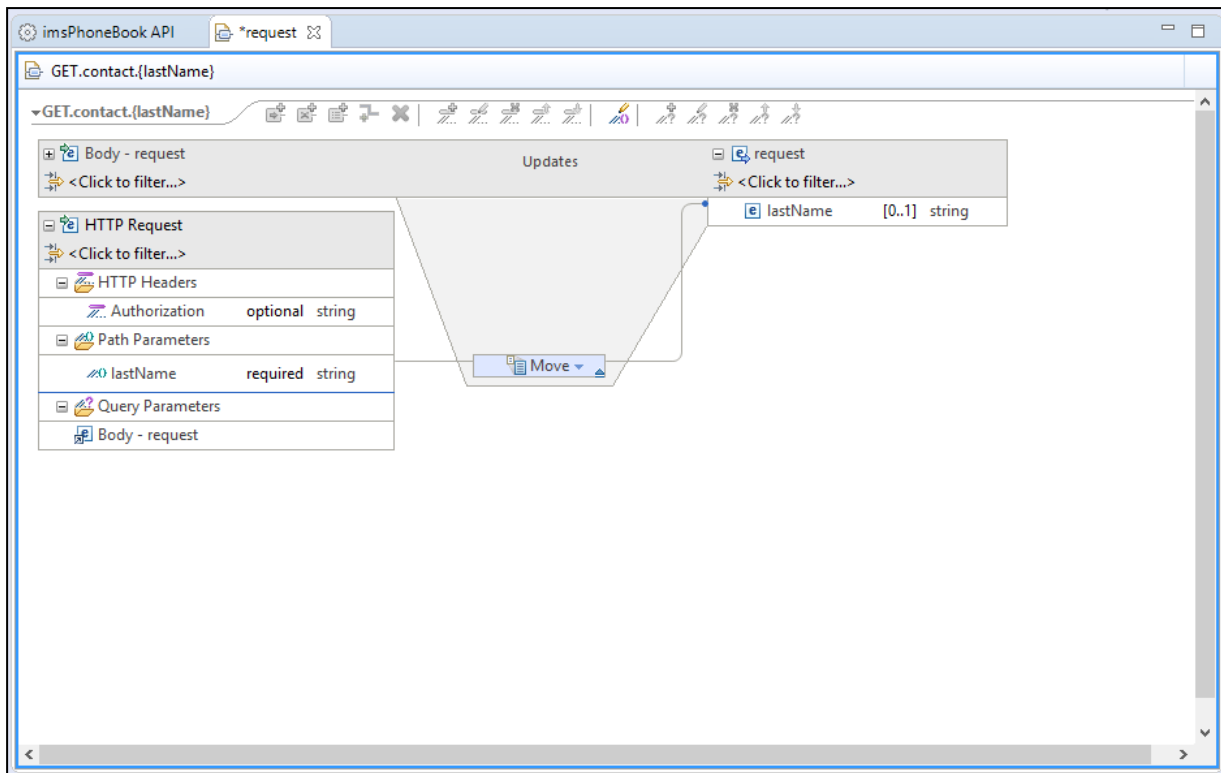 imsPhoneBook API
*request
GET.contact.{lastName}
GET.contact.{lastName}
Body - request
Updates
request
<Click to filter...>
<Click to filter...>
lastName [0..1] string
HTTP Request
<Click to filter...>
HTTP Headers
Authorization optional string
Path Parameters
Move
lastName required string
Query Parameters
Body - request